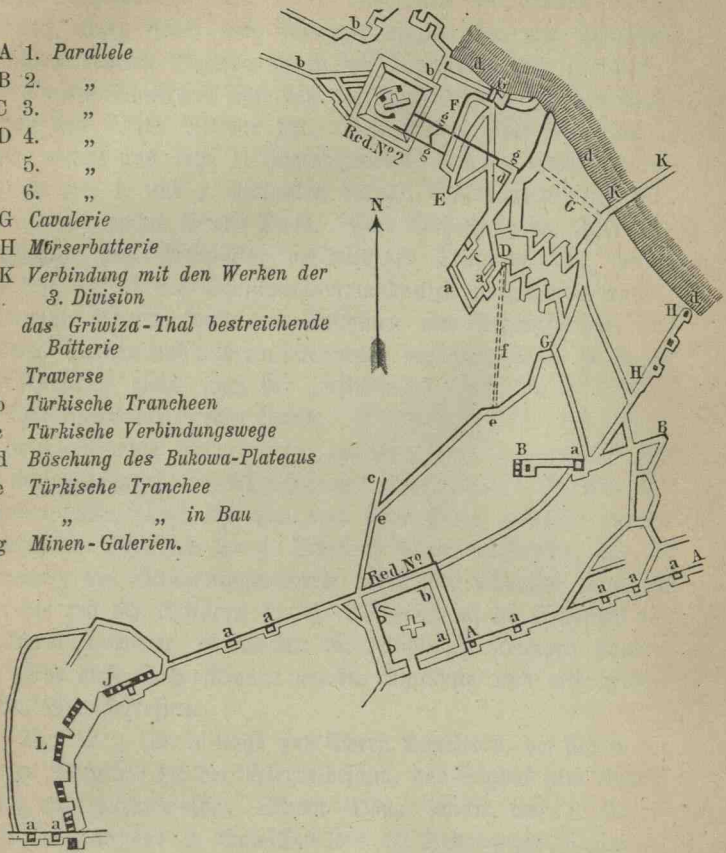 A 1. Parallele
B 2. „
C 3. „
D 4. „
5. „
6. „
G Cavalerie
H Mörserbatterie
K Verbindung mit den Werken der
3. Division
das Griwiza-Thal bestreichende
Batterie
Traverse
Türkische Trancheen
Türkische Verbindungswege
d Böschung des Bukowa-Plateaus
e Türkische Tranchee
„ „ in Bau
g Minen-Galerien.
b
b
b
d
G
F
g
g
g
d
Red. Nº 2
E
d
K
K
G
N
C
D
a
a
f
d
H
G
H
e
B
B
a
c
e
Red. Nº
b
a
A
A
a
a
a
a
a
a
a
J
L
a
a